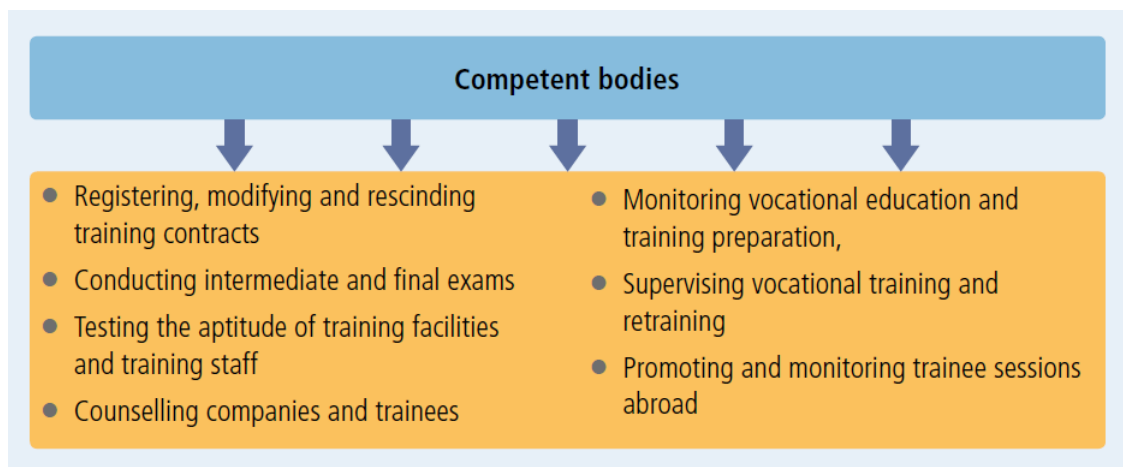 Competent bodies
● Registering, modifying and rescinding
training contracts
● Conducting intermediate and final exams
● Testing the aptitude of training facilities
and training staff
● Counselling companies and trainees
● Monitoring vocational education and
training preparation,
● Supervising vocational training and
retraining
● Promoting and monitoring trainee sessions
abroad